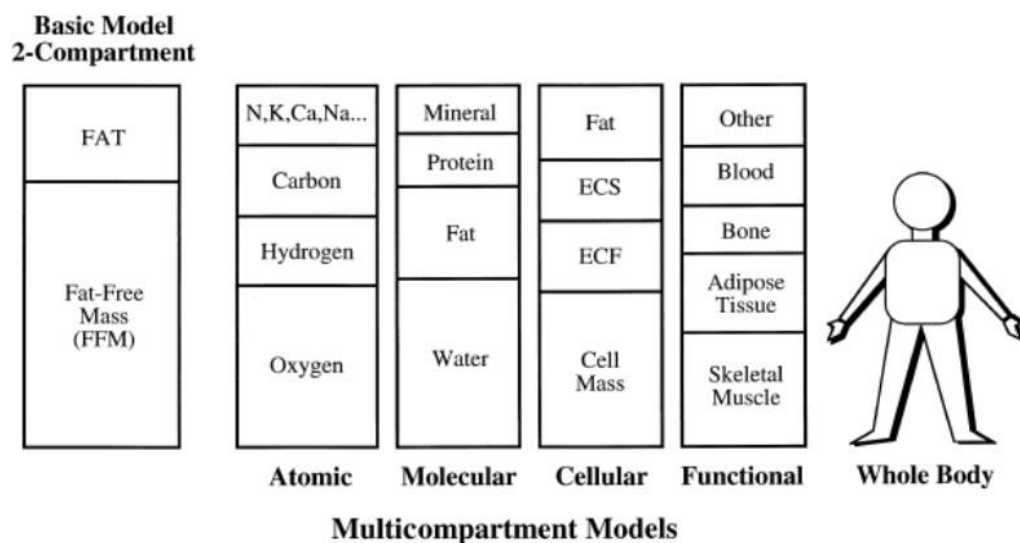 Basic Model
2-Compartment
FAT
Fat-Free
Mass
(FFM)
N,K,Ca,Na...
Carbon
Hydrogen
Oxygen
Atomic
Mineral
Protein
Fat
Water
Molecular
Fat
ECS
ECF
Cell
Mass
Cellular
Other
Blood
Bone
Adipose
Tissue
Skeletal
Muscle
Functional
Whole Body
Multicompartment Models